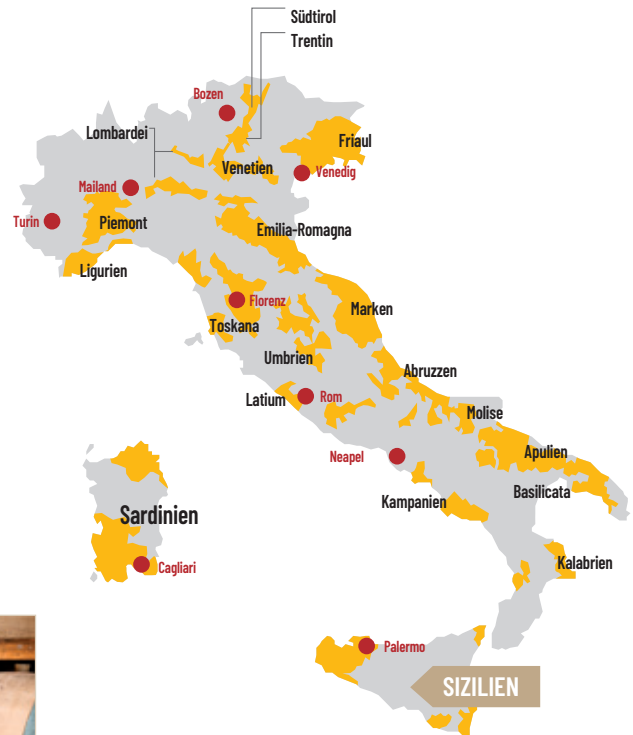 Südtirol
Trentin
Bozen
Lombardei
Friaul
Venetien
Venedig
Mailand
Turin
Piemont
Emilia-Romagna
Ligurien
Florenz
Marken
Toskana
Umbrien
Abruzzen
Latium
Rom
Molise
Neapel
Apulien
Basilicata
Kampanien
Sardinien
Kalabrien
Cagliari
Palermo
SIZILIEN